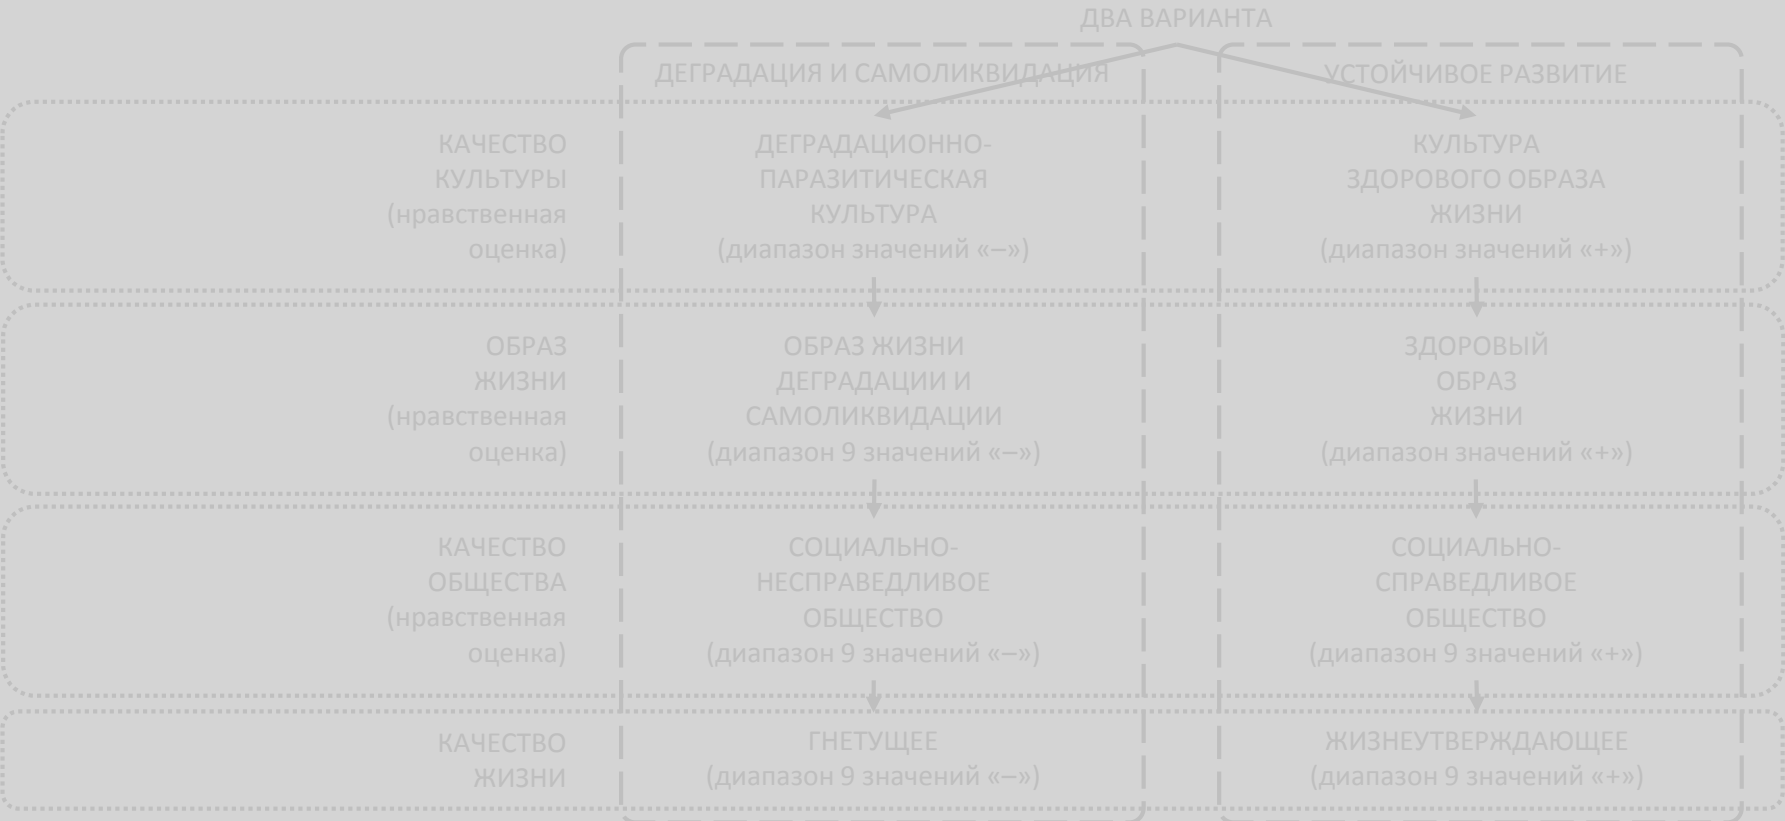 ДВА ВАРИАНТА
ДЕГРАДАЦИЯ И САМОЛИКВИДАЦИЯ
УСТОЙЧИВОЕ РАЗВИТИЕ
КАЧЕСТВО
КУЛЬТУРЫ
(нравственная
оценка)
ДЕГРАДАЦИОННО-
ПАРАЗИТИЧЕСКАЯ
КУЛЬТУРА
(диапазон значений «–»)
КУЛЬТУРА
ЗДОРОВОГО ОБРАЗА
ЖИЗНИ
(диапазон значений «+»)
ОБРАЗ
ЖИЗНИ
(нравственная
оценка)
ОБРАЗ ЖИЗНИ
ДЕГРАДАЦИИ И
САМОЛИКВИДАЦИИ
(диапазон 9 значений «–»)
ЗДОРОВЫЙ
ОБРАЗ
ЖИЗНИ
(диапазон значений «+»)
КАЧЕСТВО
ОБЩЕСТВА
(нравственная
оценка)
СОЦИАЛЬНО-
НЕСПРАВЕДЛИВОЕ
ОБЩЕСТВО
(диапазон 9 значений «–»)
СОЦИАЛЬНО-
СПРАВЕДЛИВОЕ
ОБЩЕСТВО
(диапазон 9 значений «+»)
КАЧЕСТВО
ЖИЗНИ
ГНЕТУЩЕЕ
(диапазон 9 значений «–»)
ЖИЗНЕУТВЕРЖДАЮЩЕЕ
(диапазон 9 значений «+»)